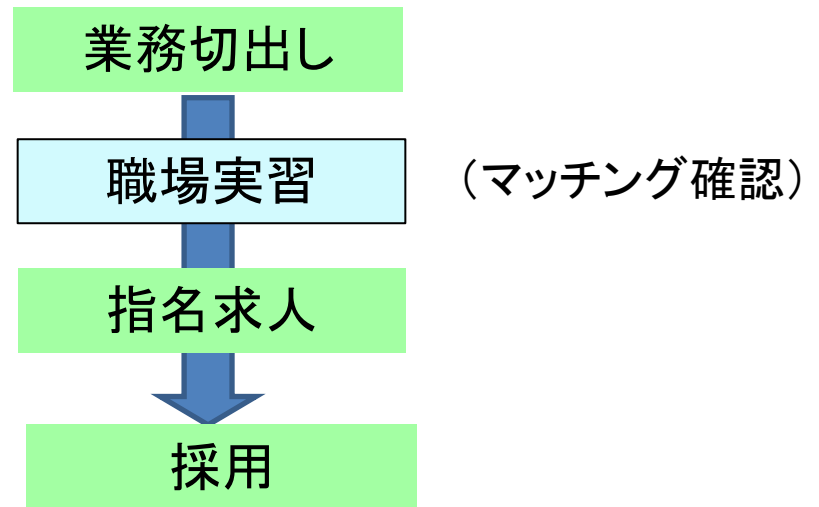 業務切出し
職場実習
（マッチング確認）
指名求人
採用